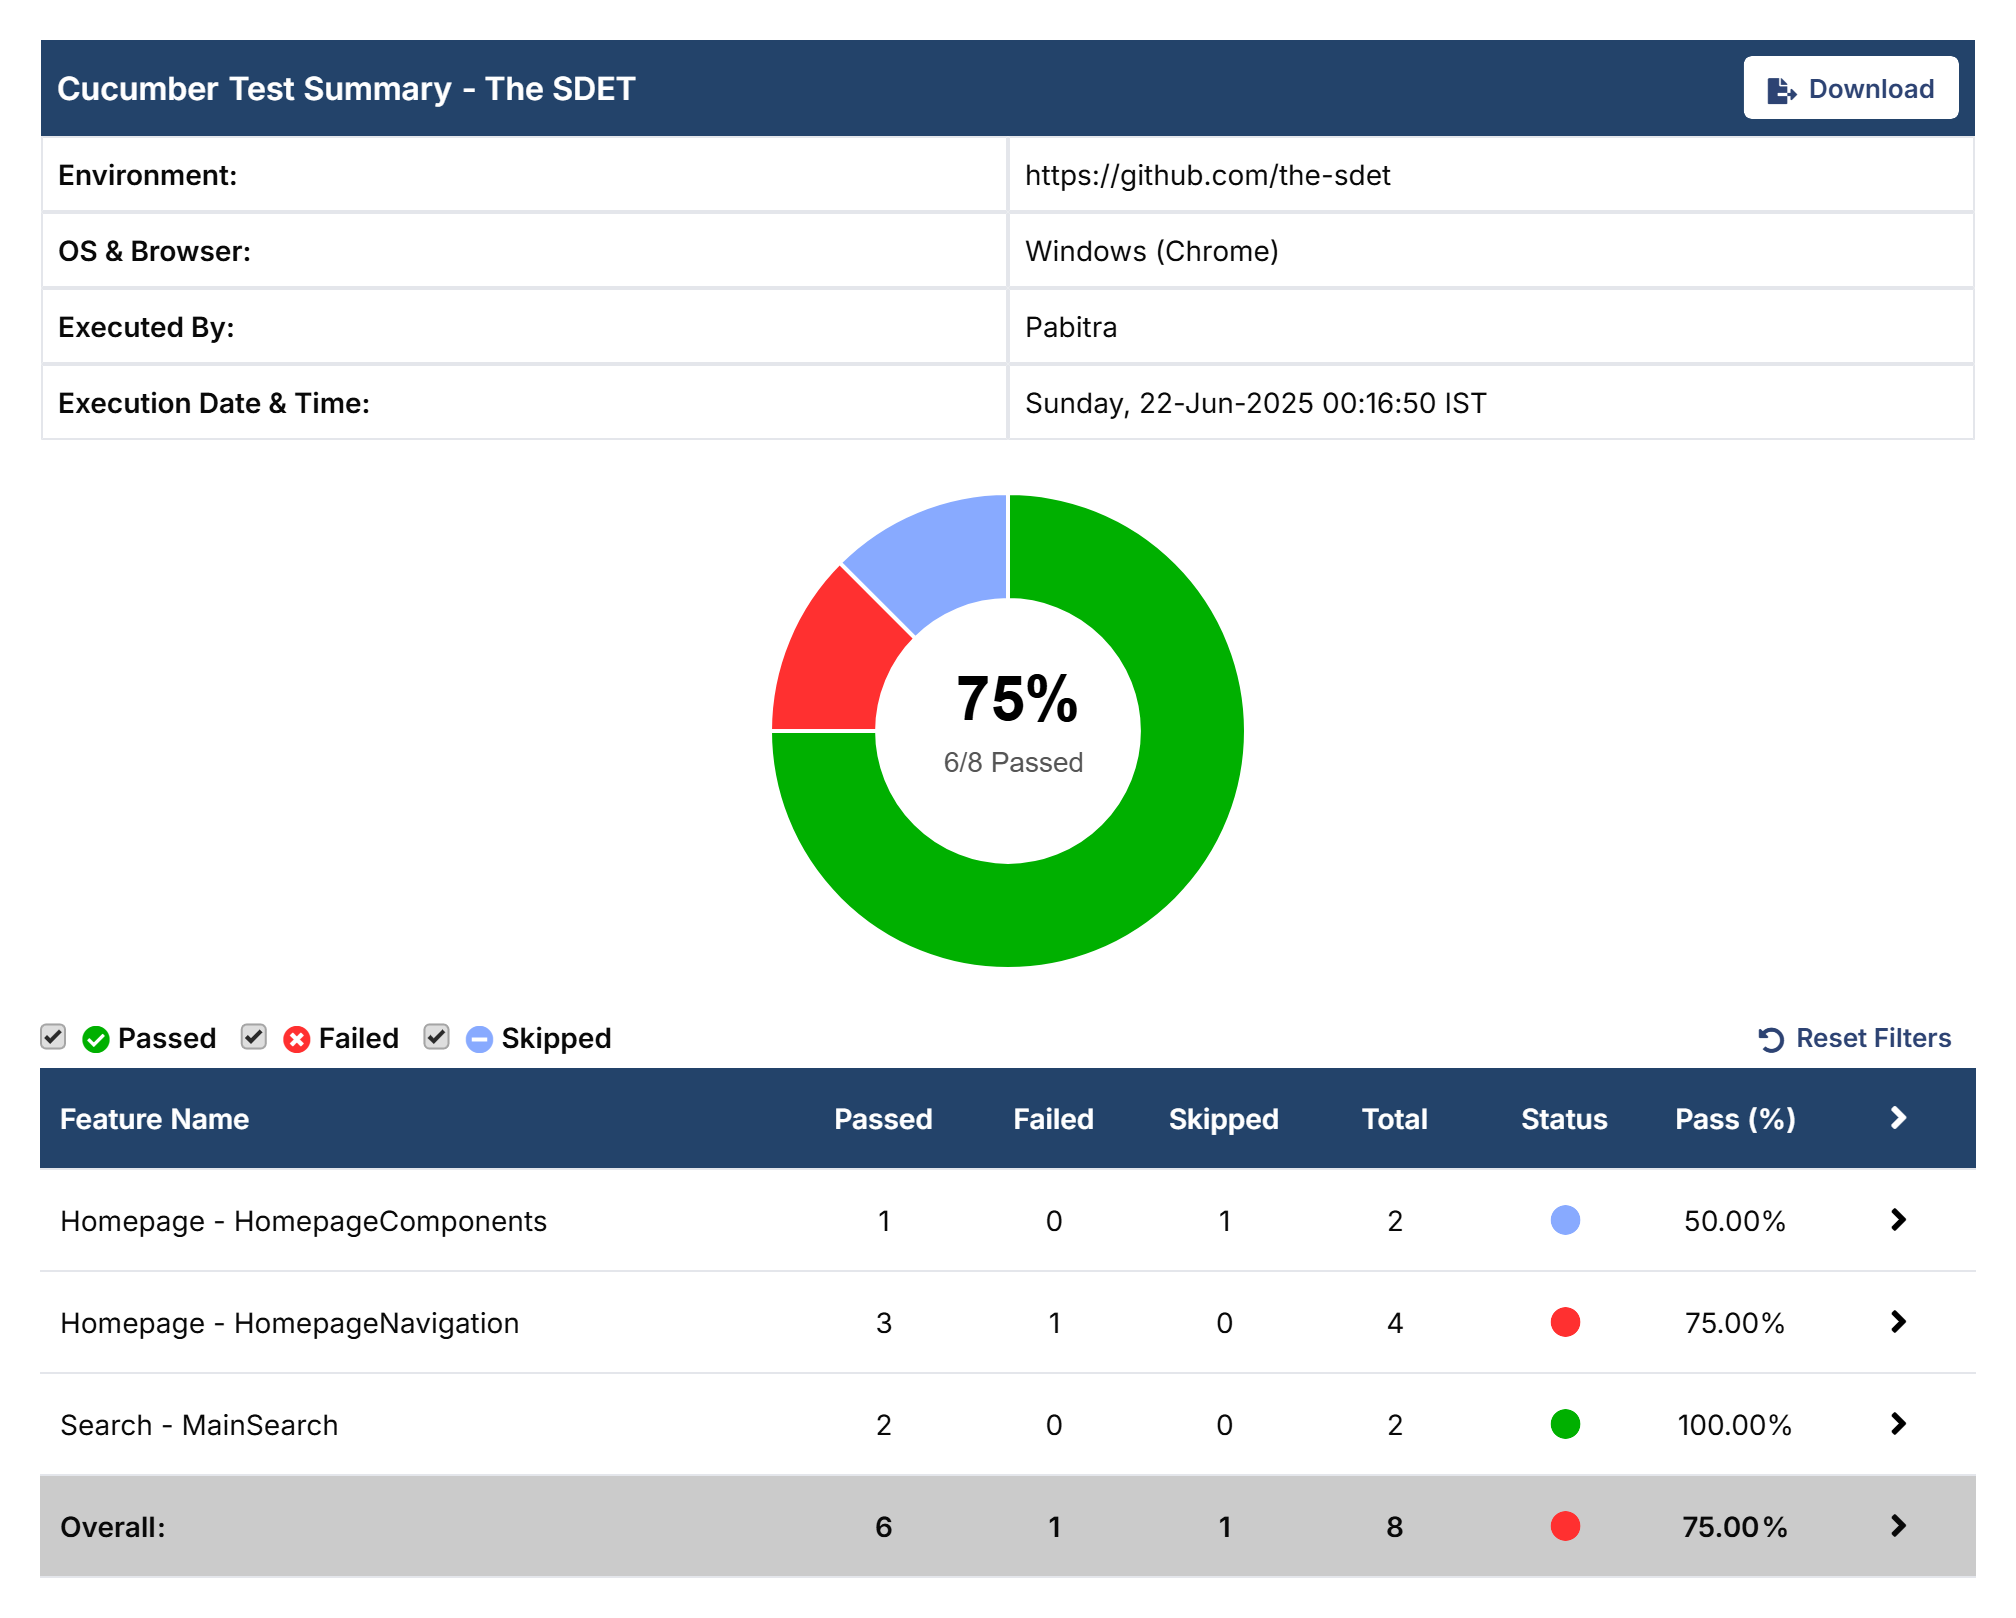 Cucumber Test Summary - The SDET
Download
Environment: https://github.com/the-sdet
OS & Browser: Windows (Chrome)
Executed By: Pabitra
Execution Date & Time: Sunday, 22-Jun-2025 00:16:50 IST
75%
6/8 Passed
Passed Failed Skipped Reset Filters
Feature Name Passed Failed Skipped Total Status Pass (%)
Homepage - HomepageComponents 1 0 1 2 50.00%
Homepage - HomepageNavigation 3 1 0 4 75.00%
Search - MainSearch 2 0 0 2 100.00%
Overall: 6 1 1 8 75.00%